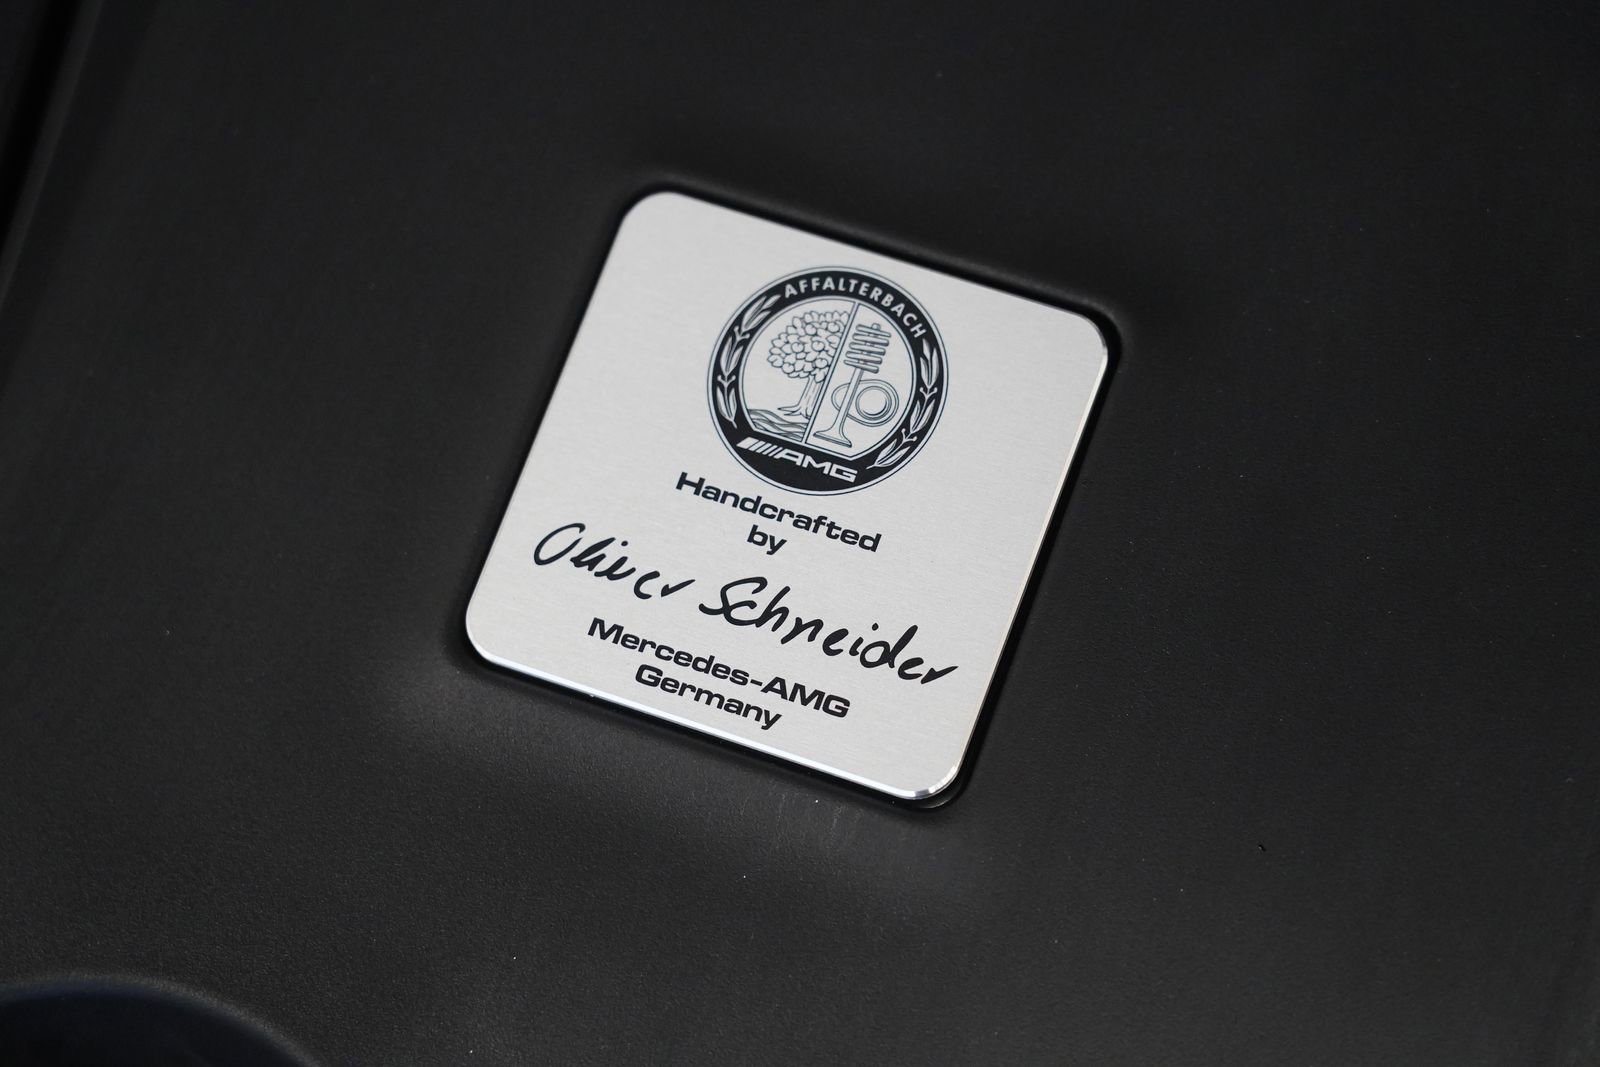 AFFALTERBACH
AMG
Handcrafted
by
Oliver Schneider
Mercedes-AMG
Germany